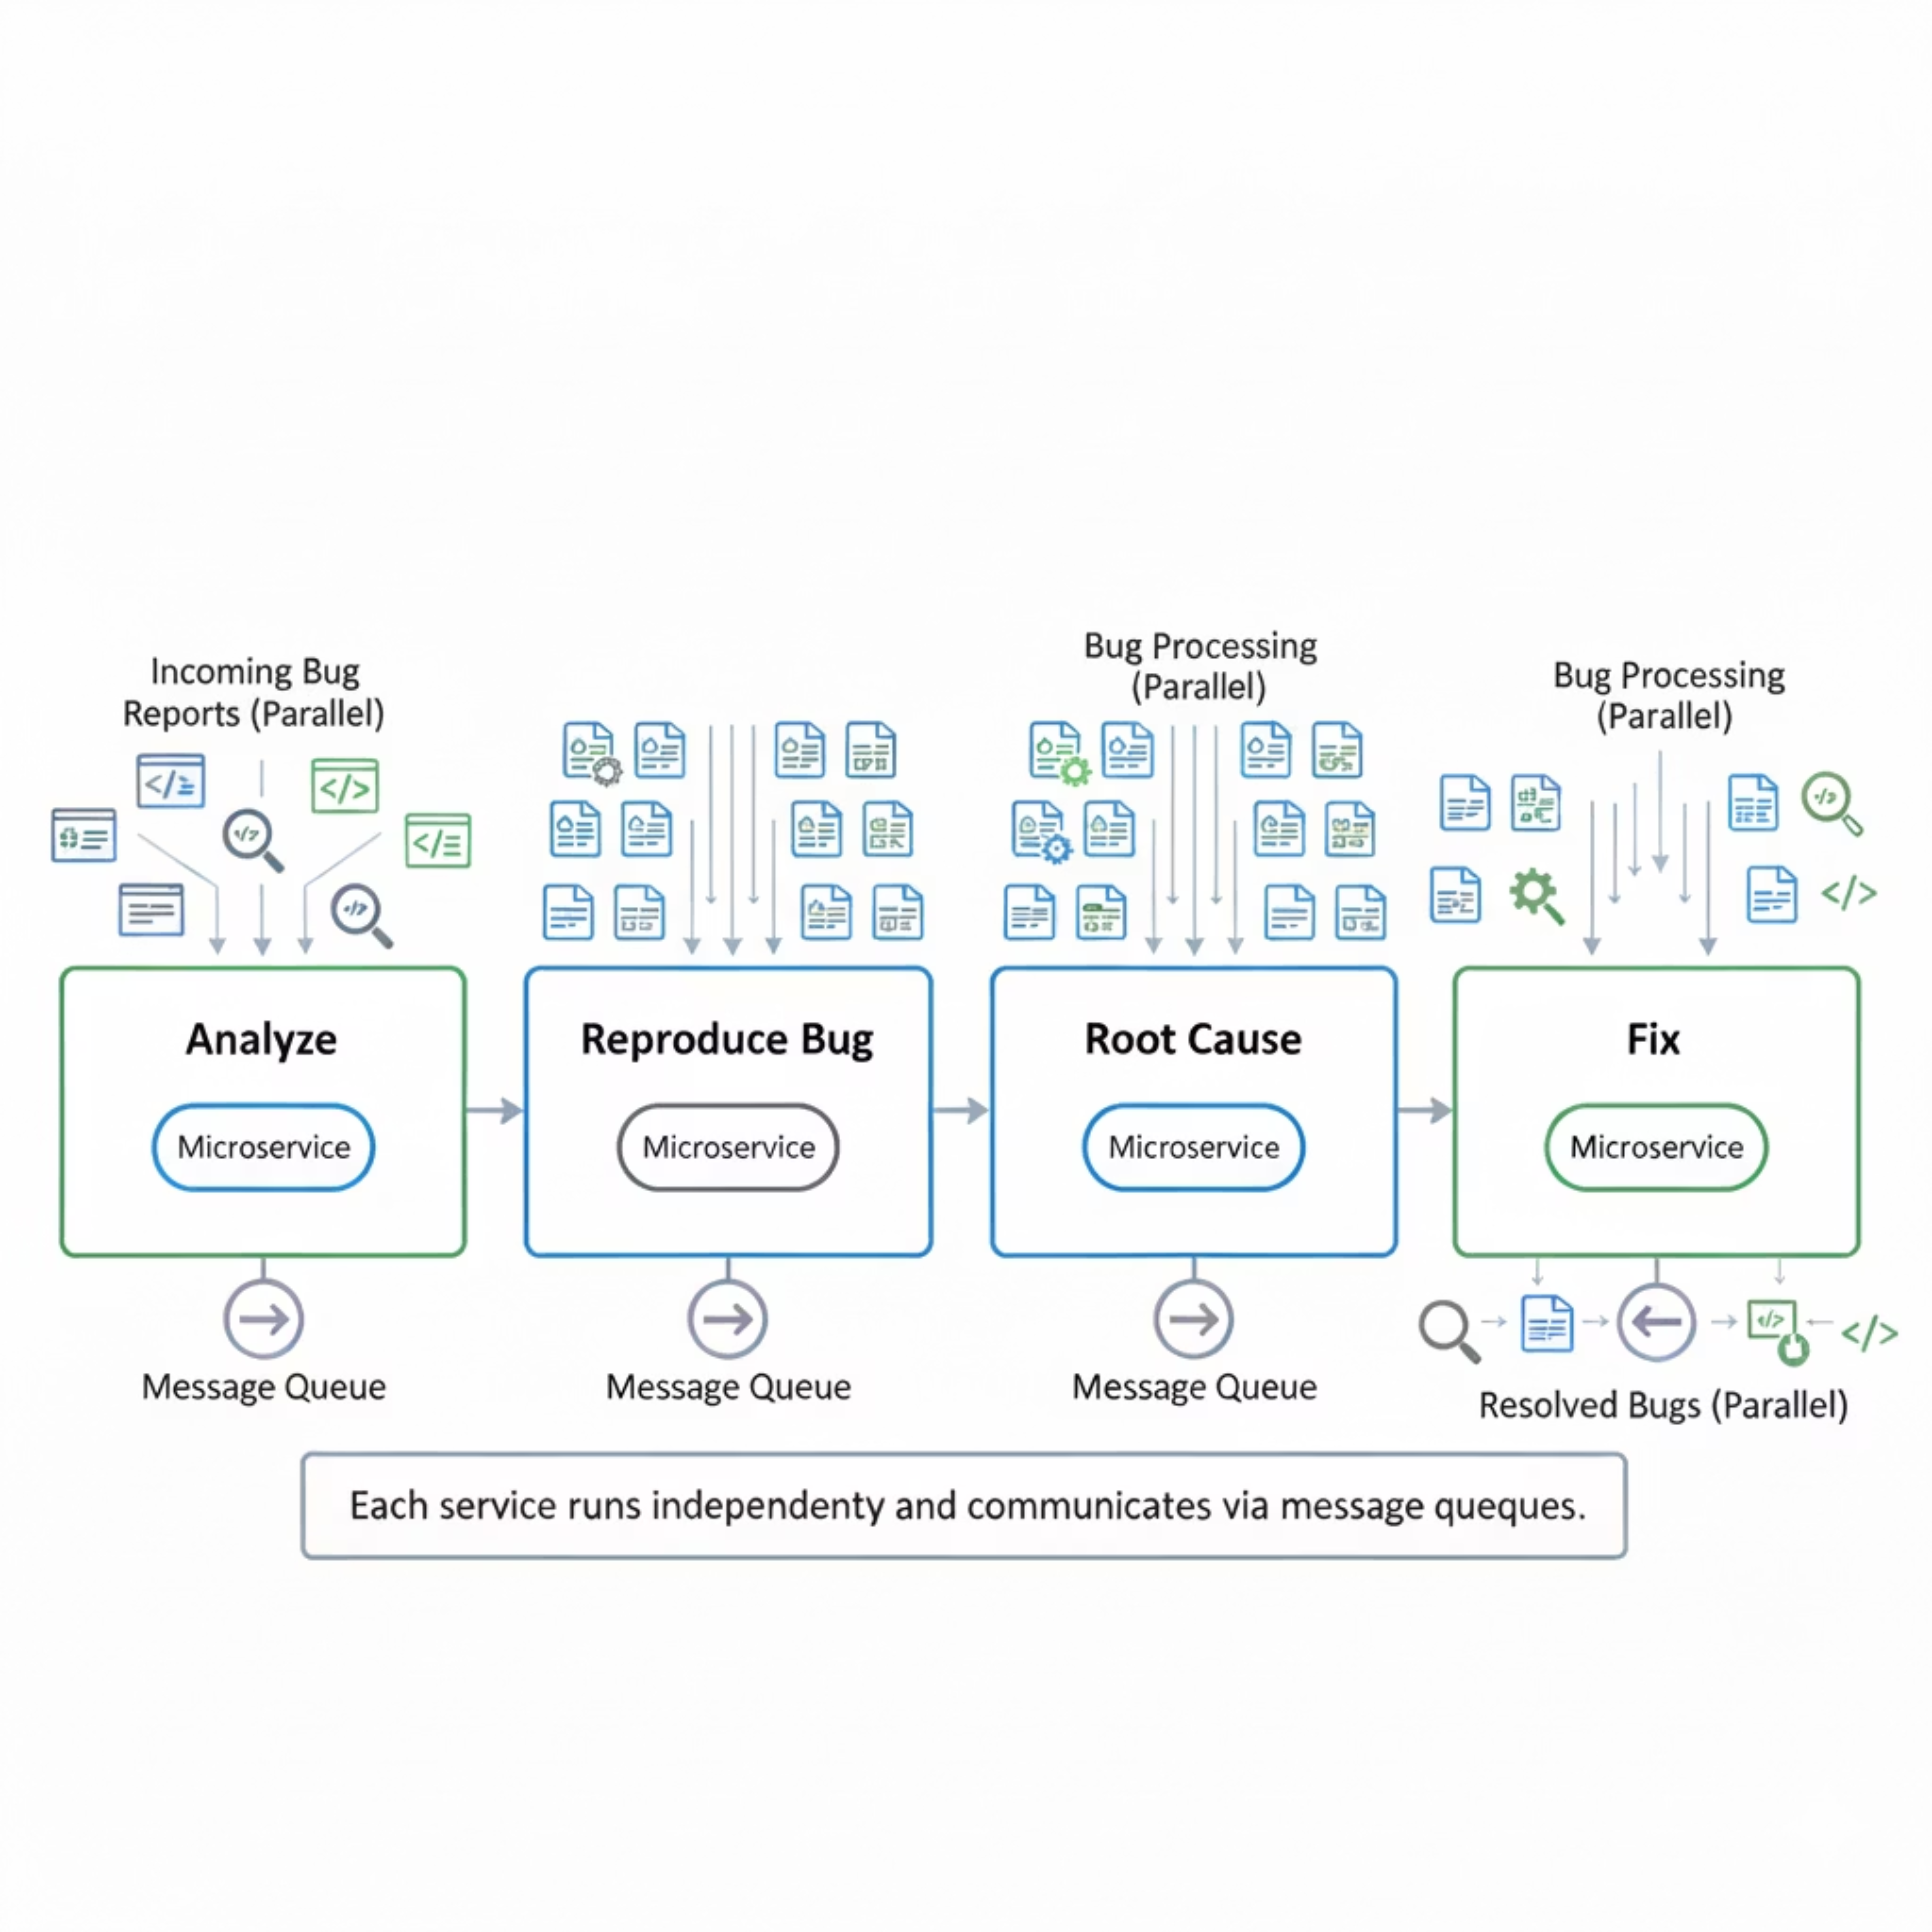 Incoming Bug
Reports (Parallel)
Bug Processing
(Parallel)
Bug Processing
(Parallel)
</≥
</>
</>
</≡
</>
</>
</>
</>
Analyze
Microservice
Reproduce Bug
Microservice
Root Cause
Microservice
Fix
Microservice
Message Queue
Message Queue
Message Queue
</>
</>
Resolved Bugs (Parallel)
Each service runs independenty and communicates via message queques.